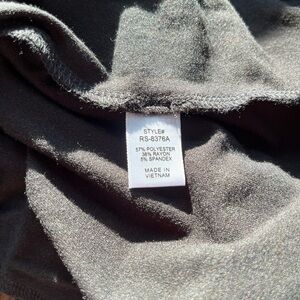 STYLE#
RS-8376A
57% POLYESTER
38% RAYON
5% SPANDEX
MADE IN
VIETNAM